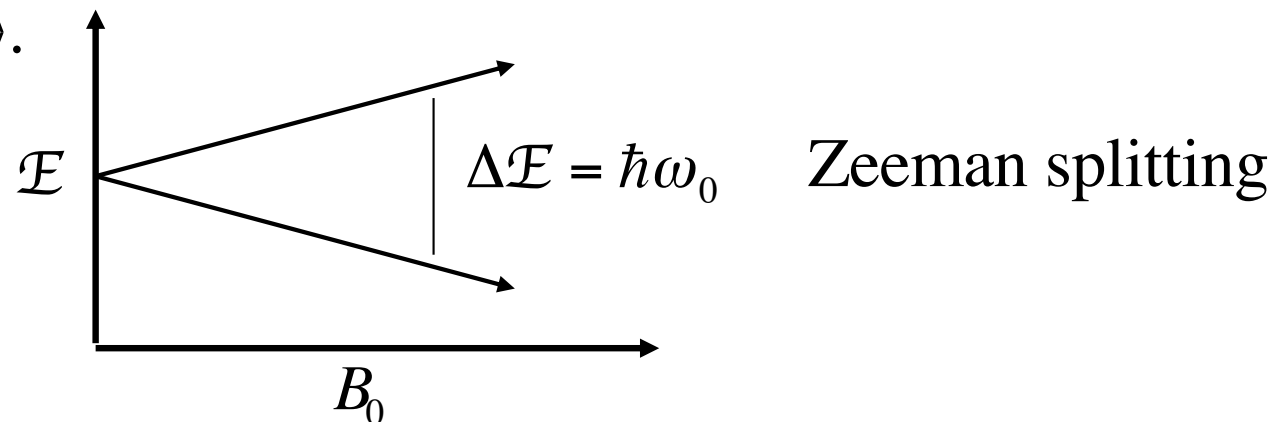 ℰ
Δℰ = ℏω₀ Zeeman splitting
B₀